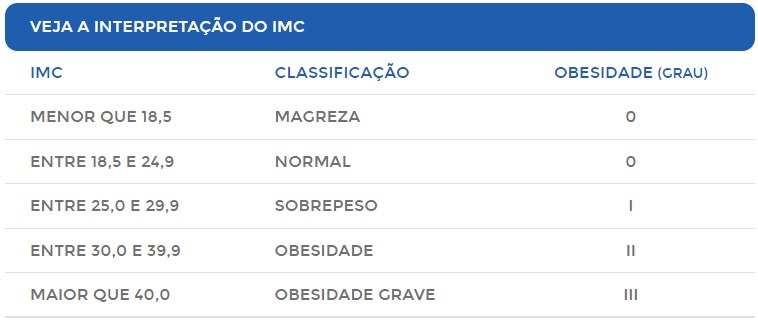 VEJA A INTERPRETAÇÃO DO IMC
IMC CLASSIFICAÇÃO OBESIDADE (GRAU)
MENOR QUE 18,5 MAGREZA 0
ENTRE 18,5 E 24,9 NORMAL 0
ENTRE 25,0 E 29,9 SOBREPESO I
ENTRE 30,0 E 39,9 OBESIDADE II
MAIOR QUE 40,0 OBESIDADE GRAVE III